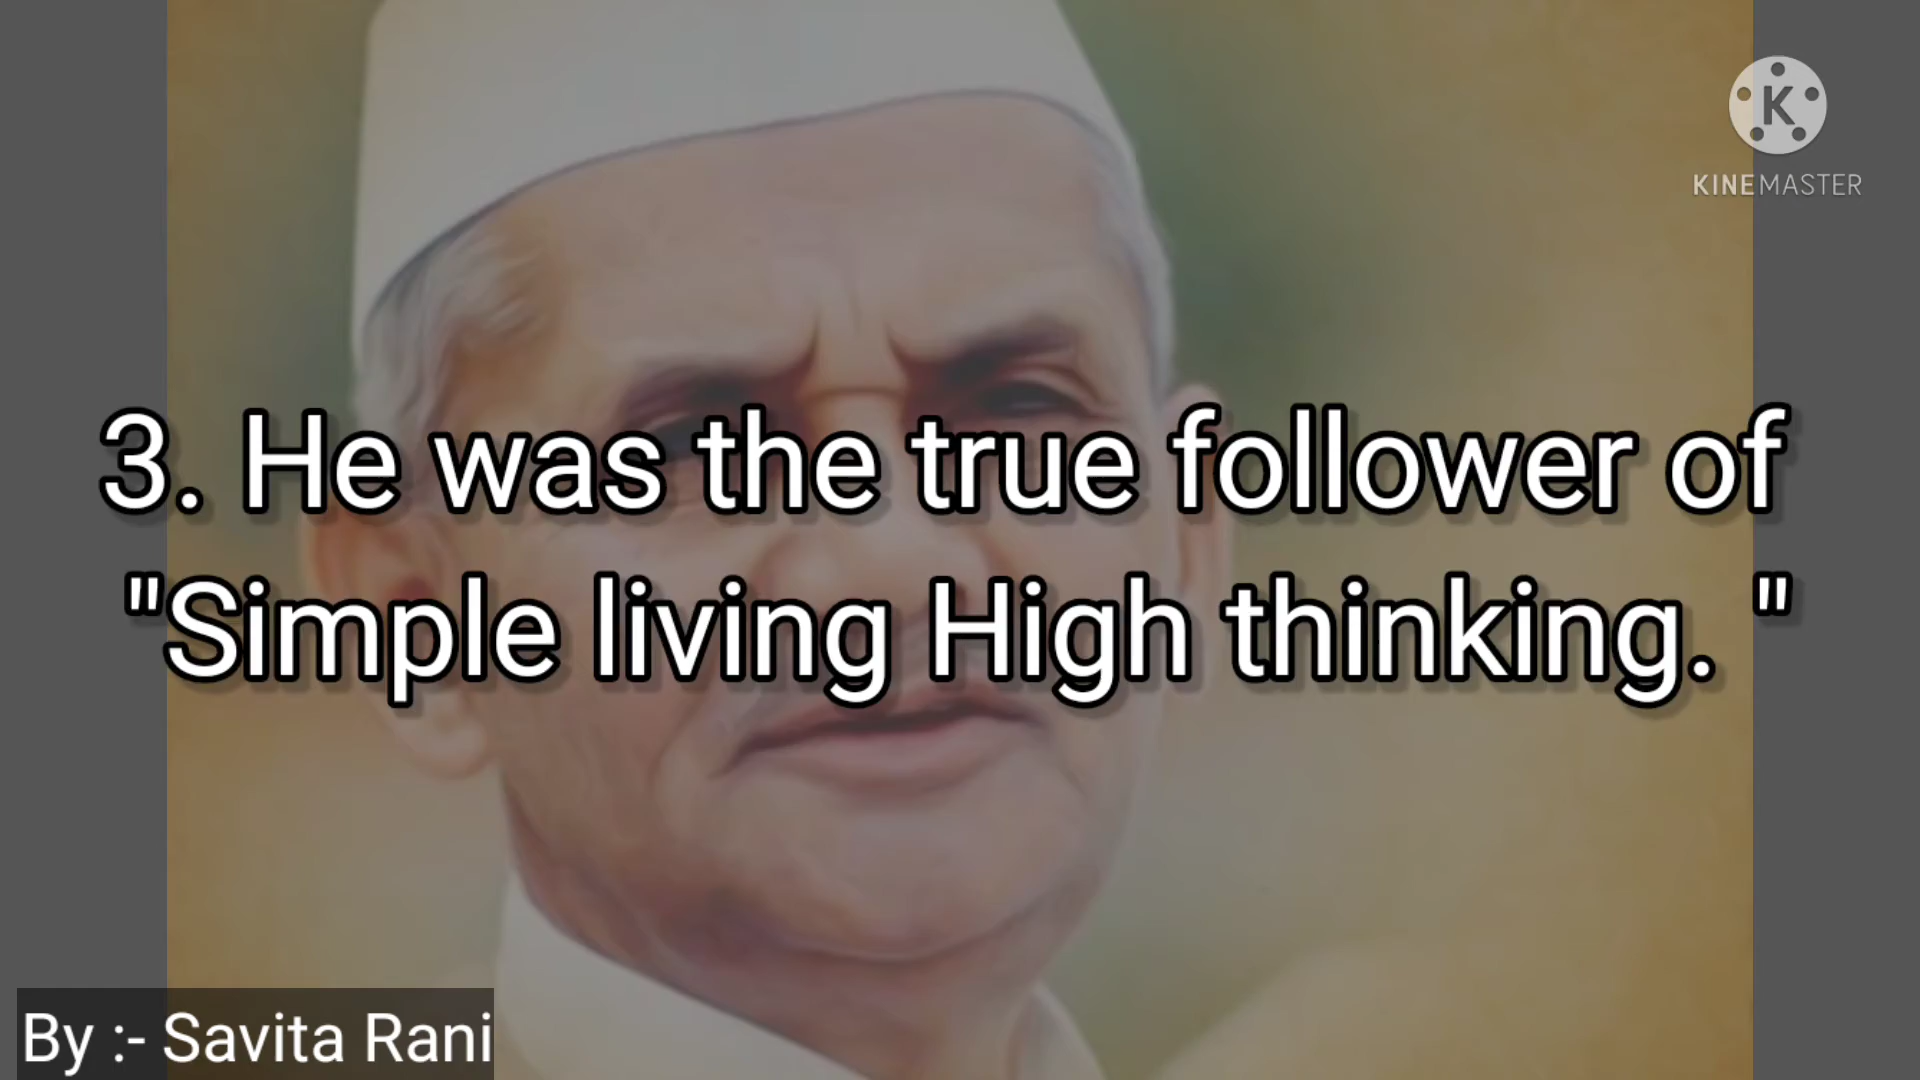 K
KINEMASTER
3. He was the true follower of
"Simple living High thinking. "
By :- Savita Rani